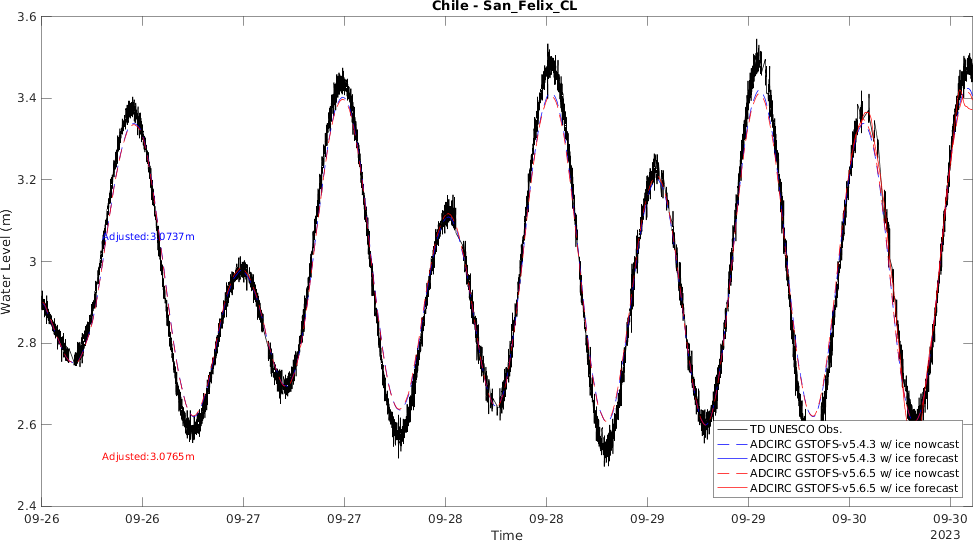 Chile - San_Felix_CL
3.6
3.4
3.2
3
2.8
2.6
2.4
Water Level (m)
Adjusted:3.0737m
Adjusted:3.0765m
TD UNESCO Obs.
ADCIRC GSTOFS-v5.4.3 w/ ice nowcast
ADCIRC GSTOFS-v5.4.3 w/ ice forecast
ADCIRC GSTOFS-v5.6.5 w/ ice nowcast
ADCIRC GSTOFS-v5.6.5 w/ ice forecast
09-26 09-26 09-27 09-27 09-28 09-28 09-29 09-29 09-30 09-30
2023
Time